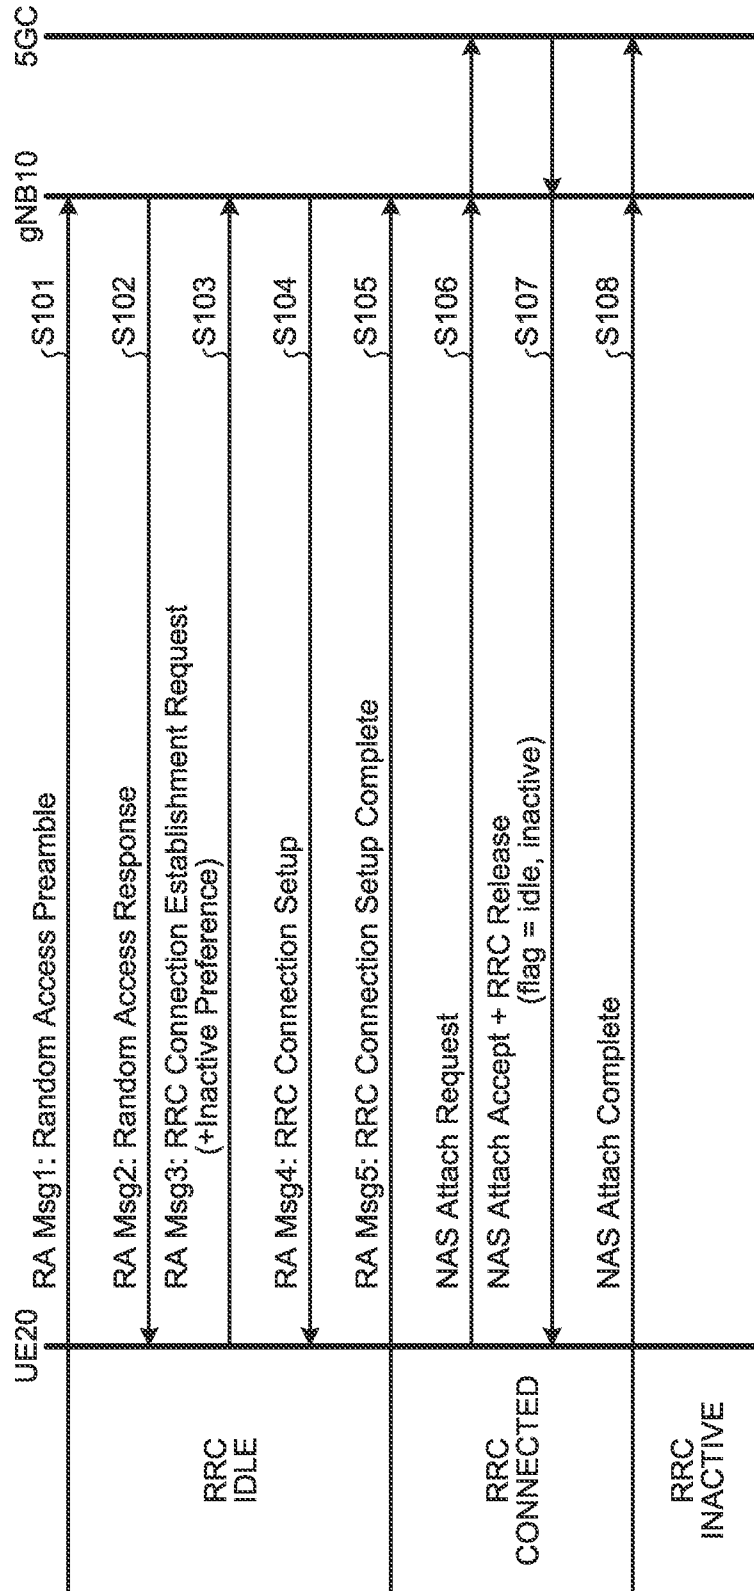 UE20
gNB10
5GC
RRC
IDLE
RA Msg1: Random Access Preamble
S101
RA Msg2: Random Access Response
S102
RA Msg3: RRC Connection Establishment Request
(+Inactive Preference)
S103
RA Msg4: RRC Connection Setup
S104
RA Msg5: RRC Connection Setup Complete
S105
RRC
CONNECTED
NAS Attach Request
S106
NAS Attach Accept + RRC Release
(flag = idle, inactive)
S107
NAS Attach Complete
S108
RRC
INACTIVE